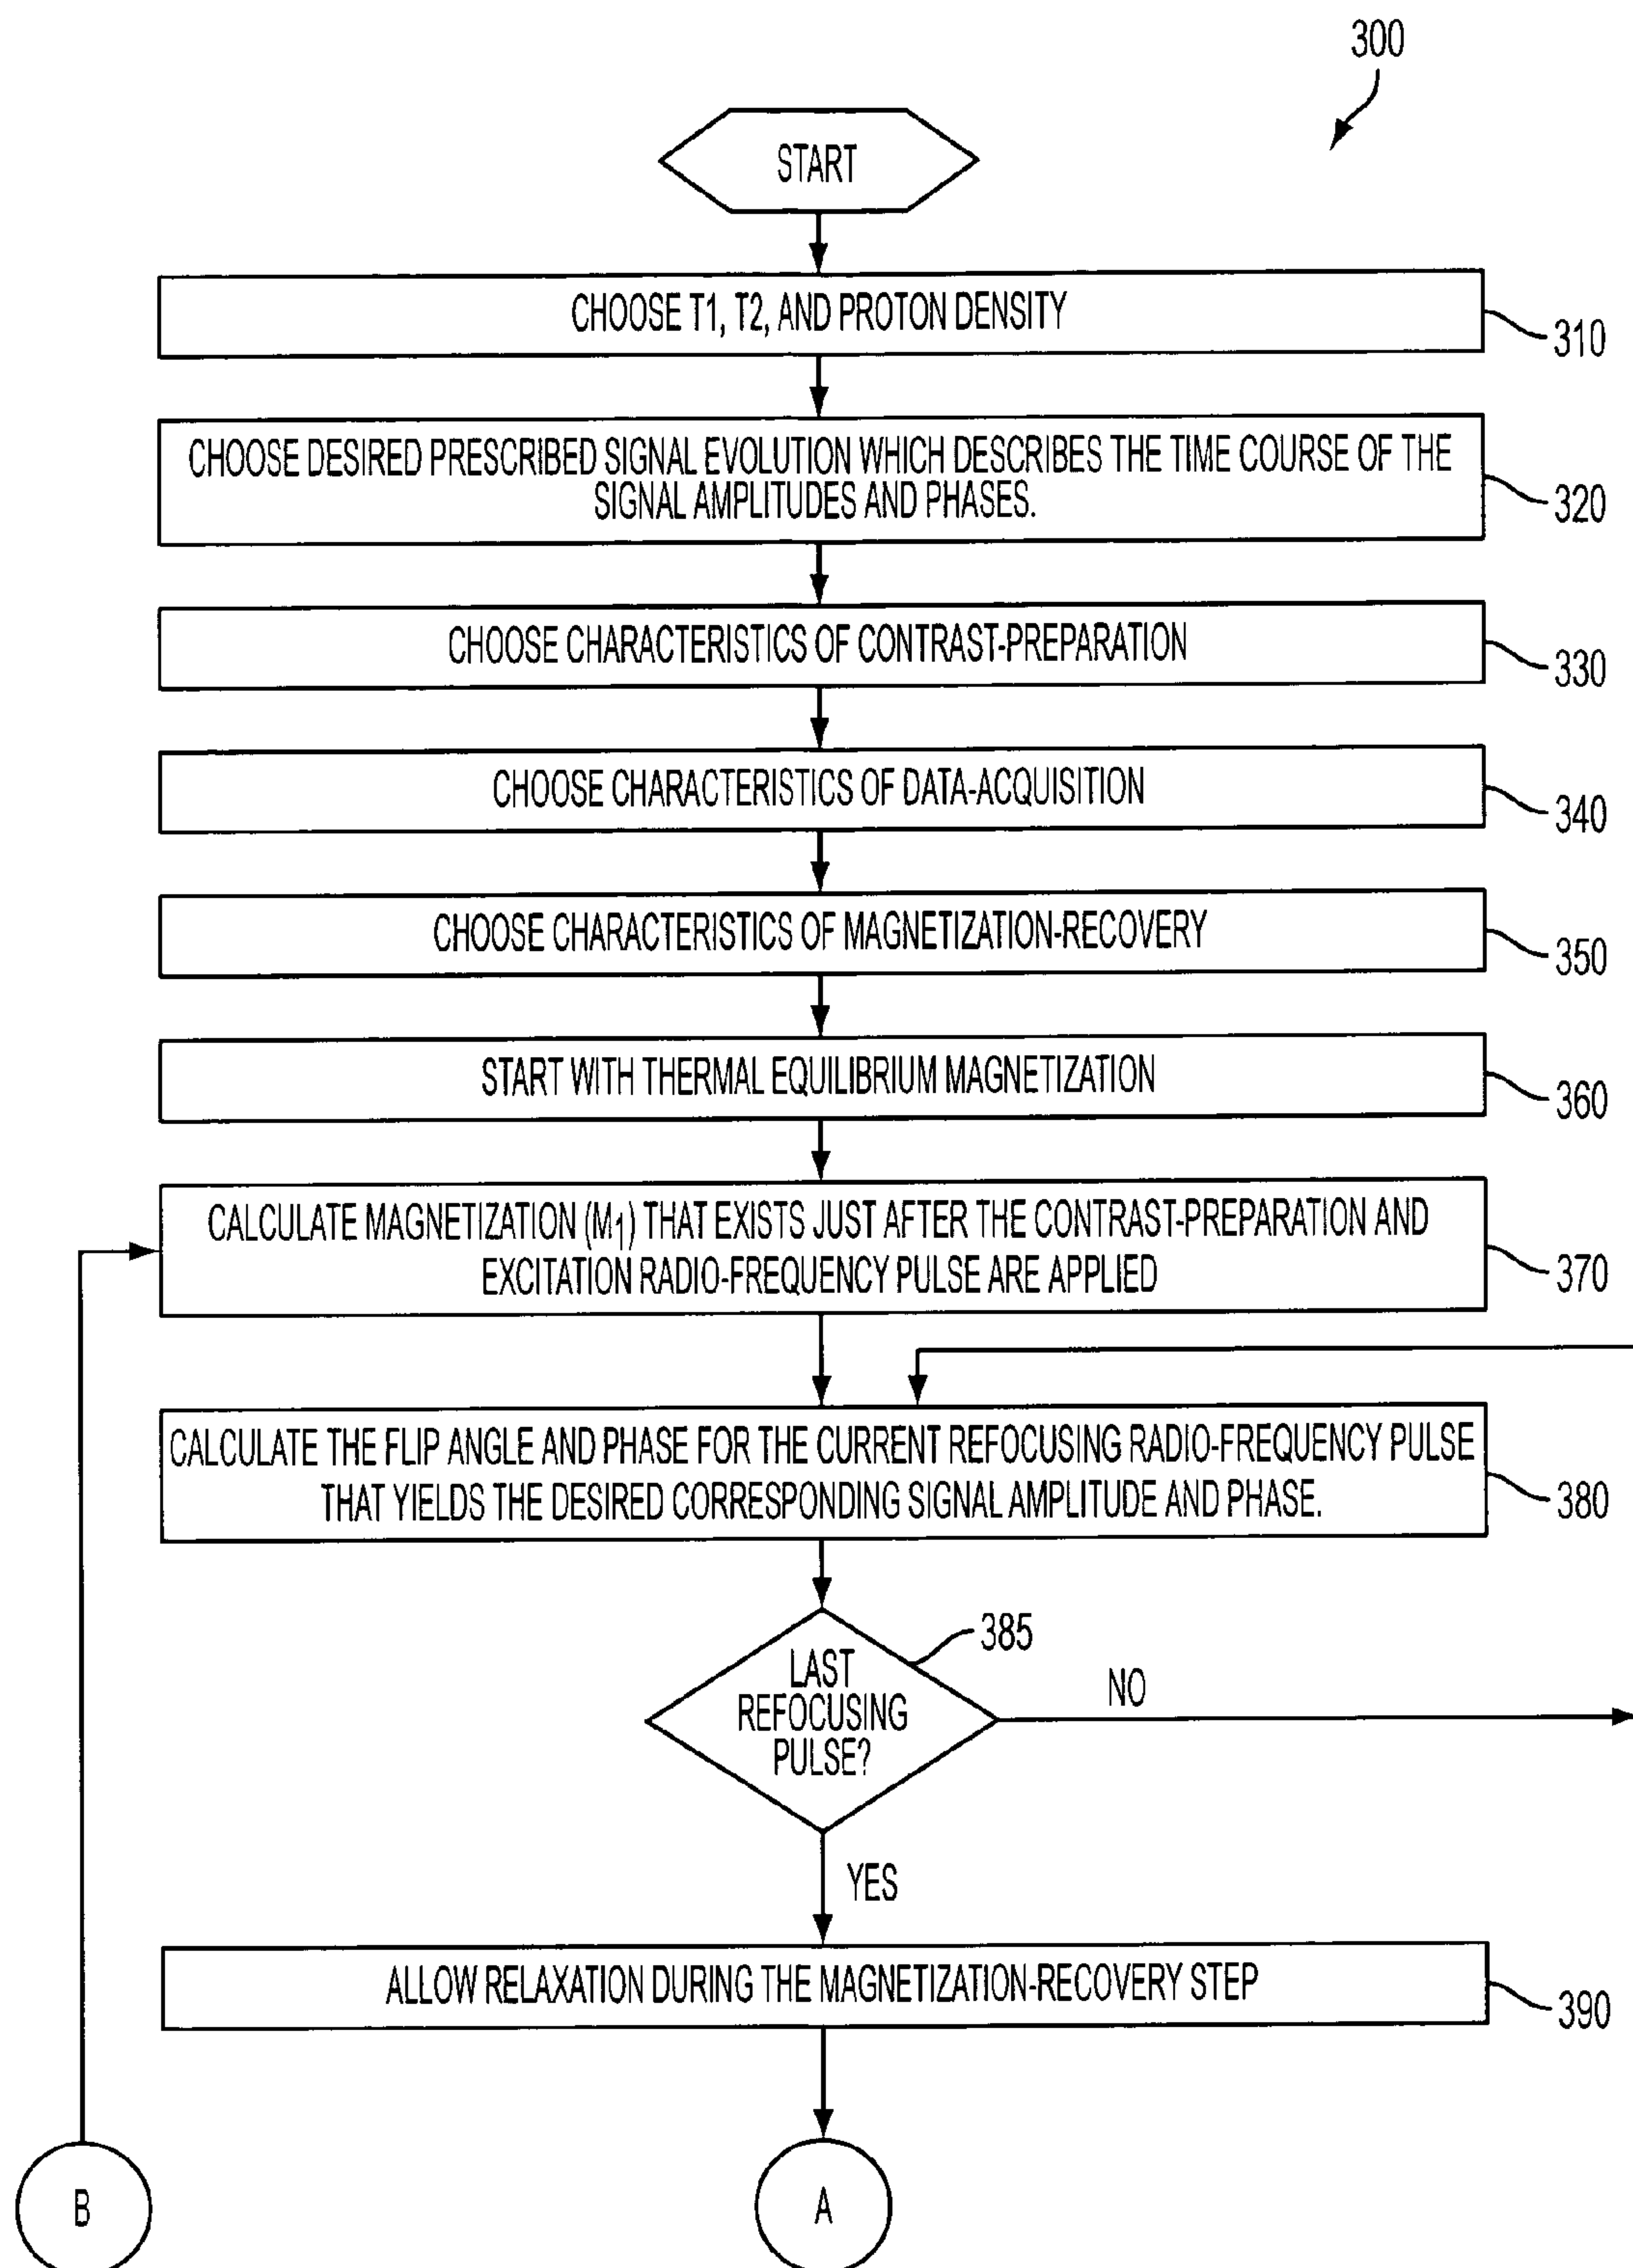 300
START
CHOOSE T1, T2, AND PROTON DENSITY
310
CHOOSE DESIRED PRESCRIBED SIGNAL EVOLUTION WHICH DESCRIBES THE TIME COURSE OF THE
SIGNAL AMPLITUDES AND PHASES.
320
CHOOSE CHARACTERISTICS OF CONTRAST-PREPARATION
330
CHOOSE CHARACTERISTICS OF DATA-ACQUISITION
340
CHOOSE CHARACTERISTICS OF MAGNETIZATION-RECOVERY
350
START WITH THERMAL EQUILIBRIUM MAGNETIZATION
360
CALCULATE MAGNETIZATION (M1) THAT EXISTS JUST AFTER THE CONTRAST-PREPARATION AND
EXCITATION RADIO-FREQUENCY PULSE ARE APPLIED
370
CALCULATE THE FLIP ANGLE AND PHASE FOR THE CURRENT REFOCUSING RADIO-FREQUENCY PULSE
THAT YIELDS THE DESIRED CORRESPONDING SIGNAL AMPLITUDE AND PHASE.
380
385
LAST
REFOCUSING
PULSE?
NO
YES
ALLOW RELAXATION DURING THE MAGNETIZATION-RECOVERY STEP
390
B
A